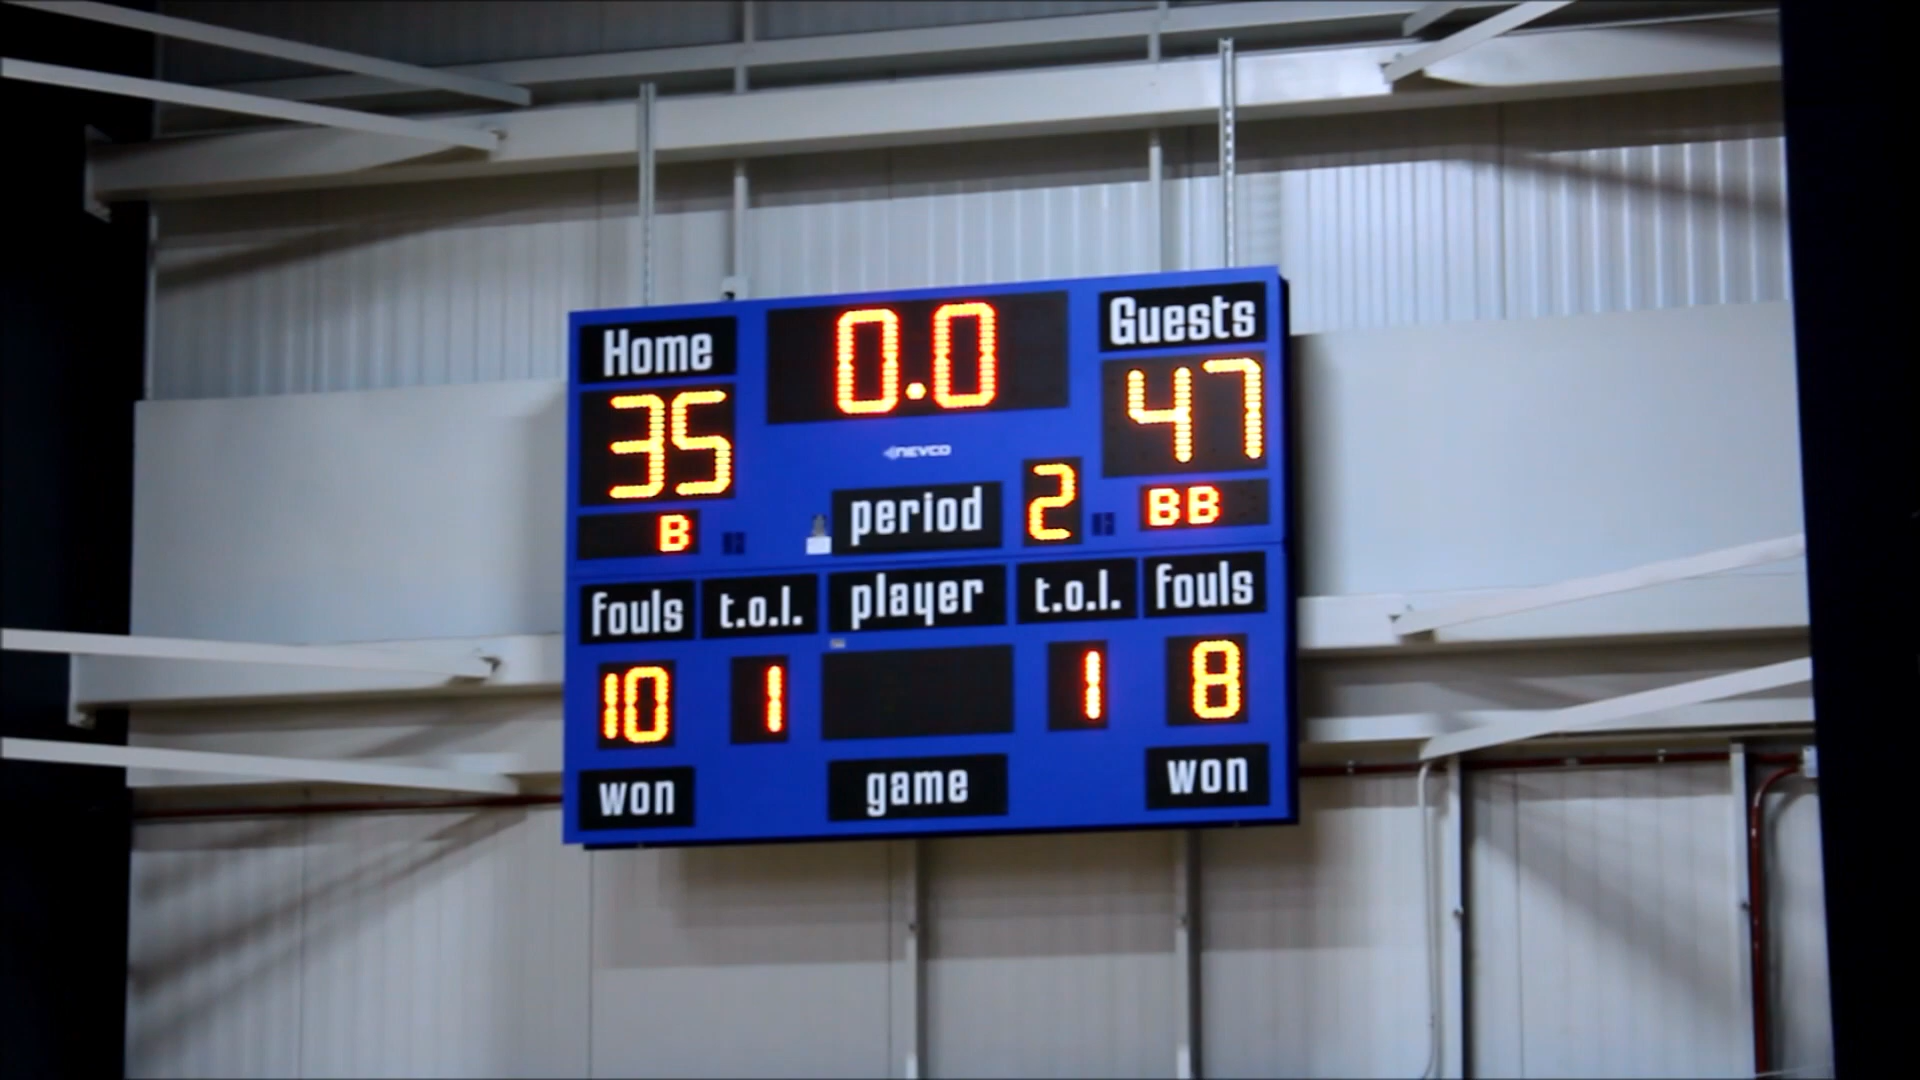 Home 0.0 Guests
35 47
NEVCO
B period 2 BB
fouls t.o.l. player t.o.l. fouls
10 1 1 8
won game won